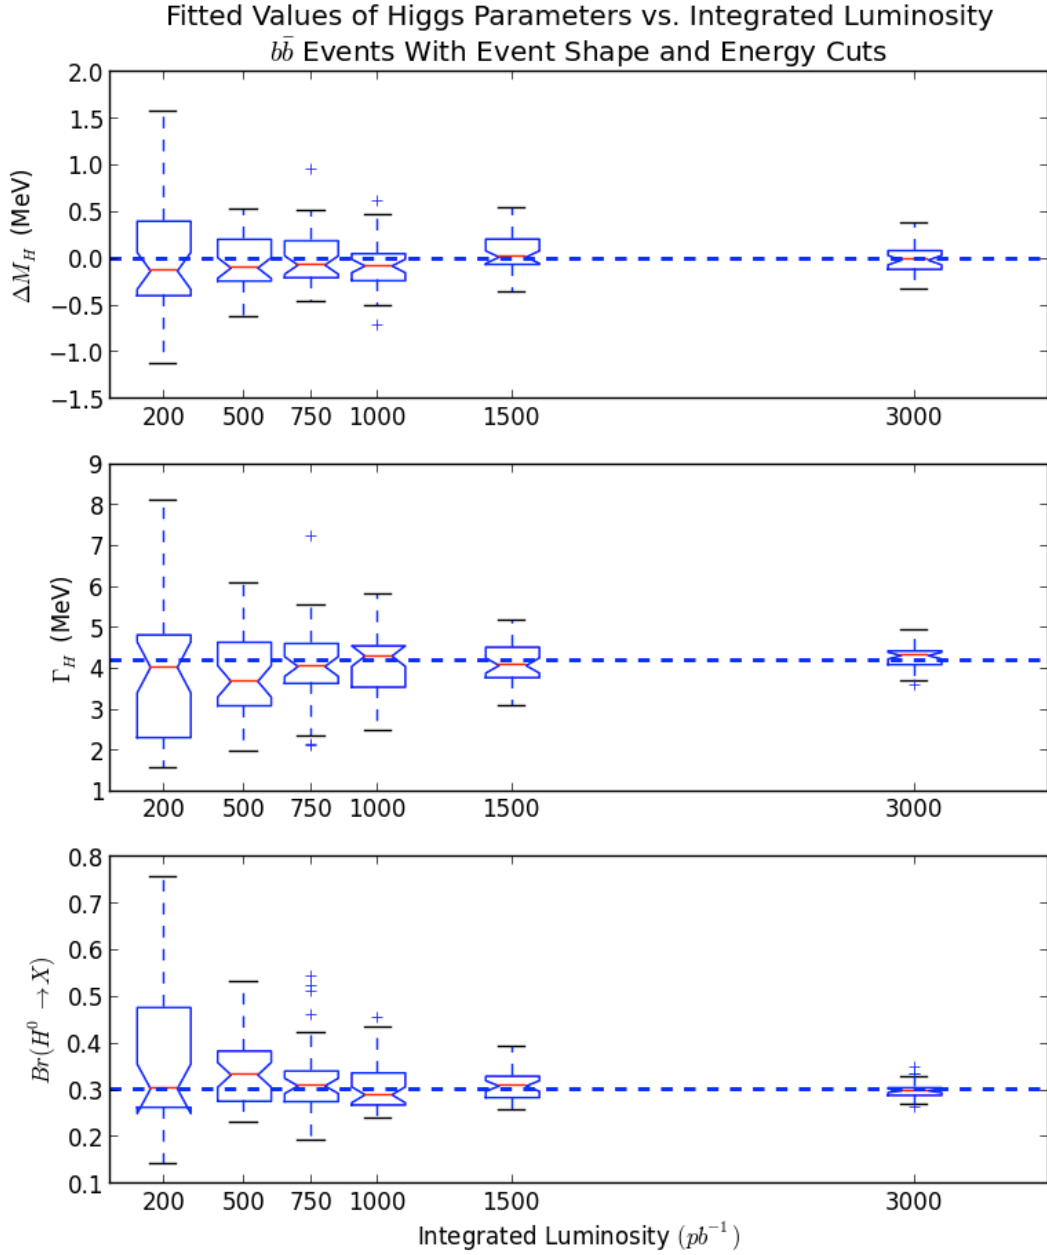 Fitted Values of Higgs Parameters vs. Integrated Luminosity
bb̄ Events With Event Shape and Energy Cuts
ΔM_H (MeV)
2.0
1.5
1.0
0.5
0.0
−0.5
−1.0
−1.5
200 500 750 1000 1500 3000
Γ_H (MeV)
9
8
7
6
5
4
3
2
1
200 500 750 1000 1500 3000
Br(H⁰ → X)
0.8
0.7
0.6
0.5
0.4
0.3
0.2
0.1
200 500 750 1000 1500 3000
Integrated Luminosity (pb⁻¹)